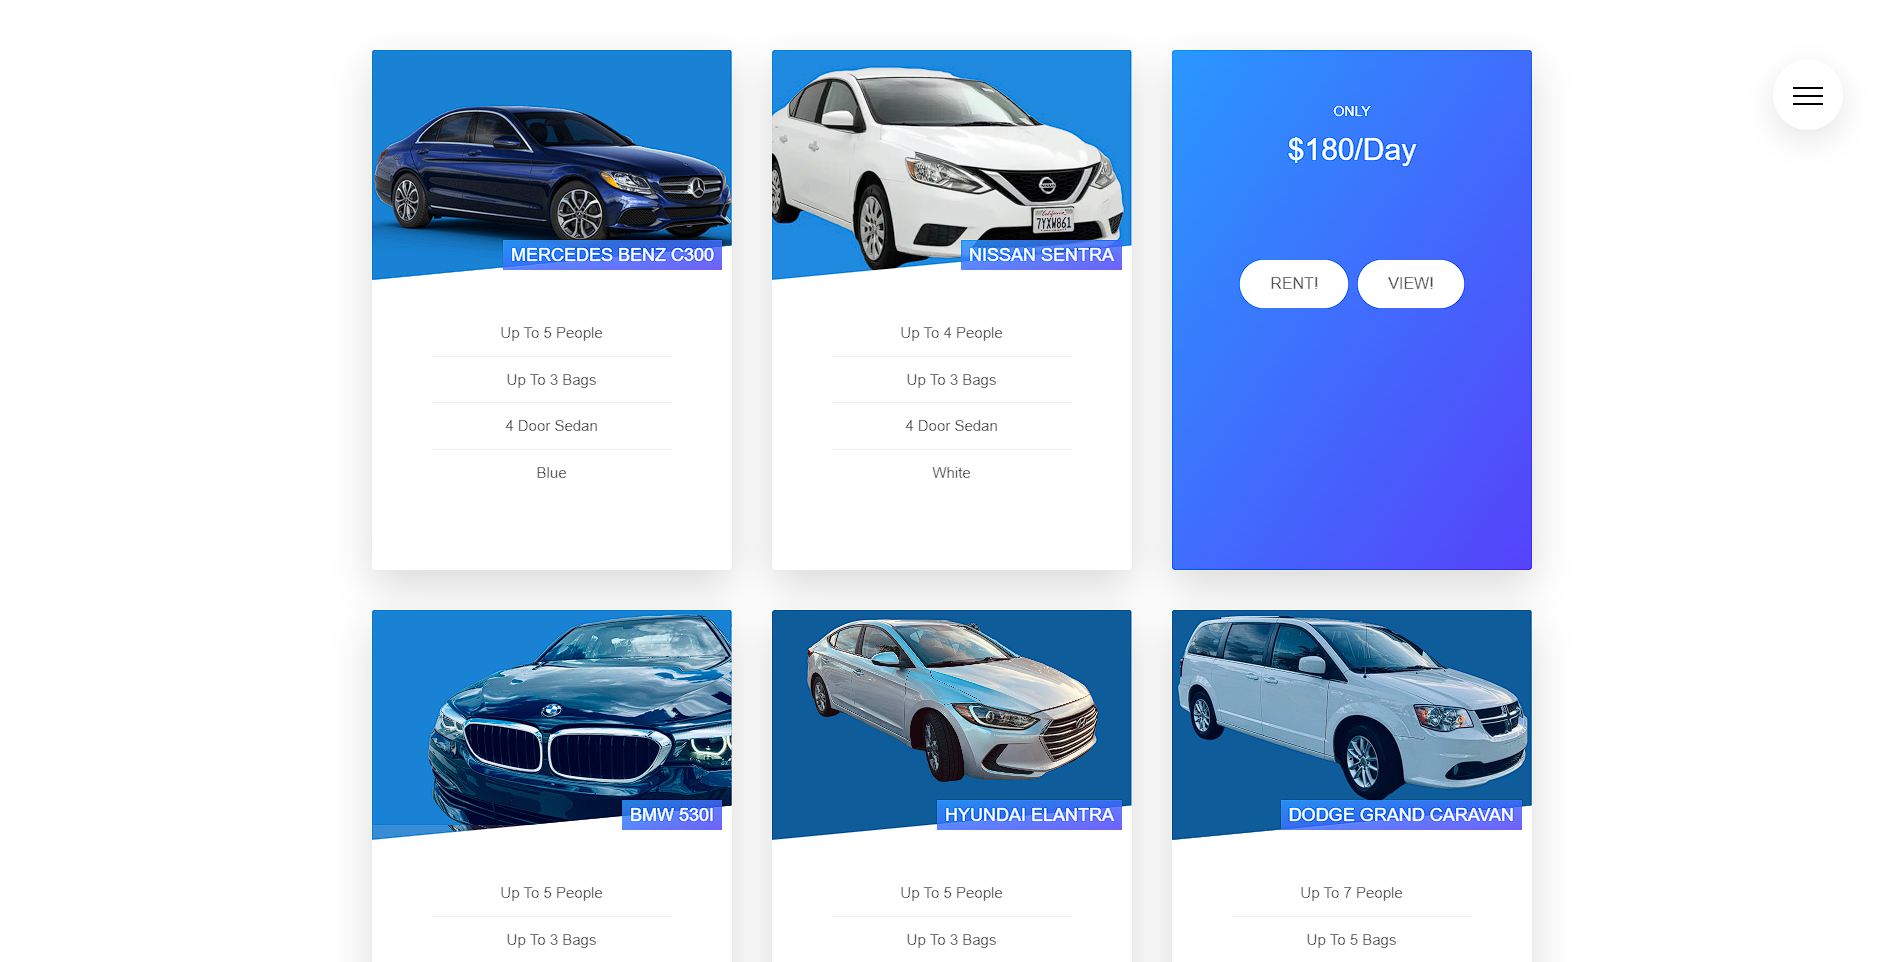 MERCEDES BENZ C300
Up To 5 People
Up To 3 Bags
4 Door Sedan
Blue
California
7YXW861
NISSAN SENTRA
Up To 4 People
Up To 3 Bags
4 Door Sedan
White
ONLY
$180/Day
RENT!
VIEW!
BMW 530I
Up To 5 People
Up To 3 Bags
HYUNDAI ELANTRA
Up To 5 People
Up To 3 Bags
DODGE GRAND CARAVAN
Up To 7 People
Up To 5 Bags